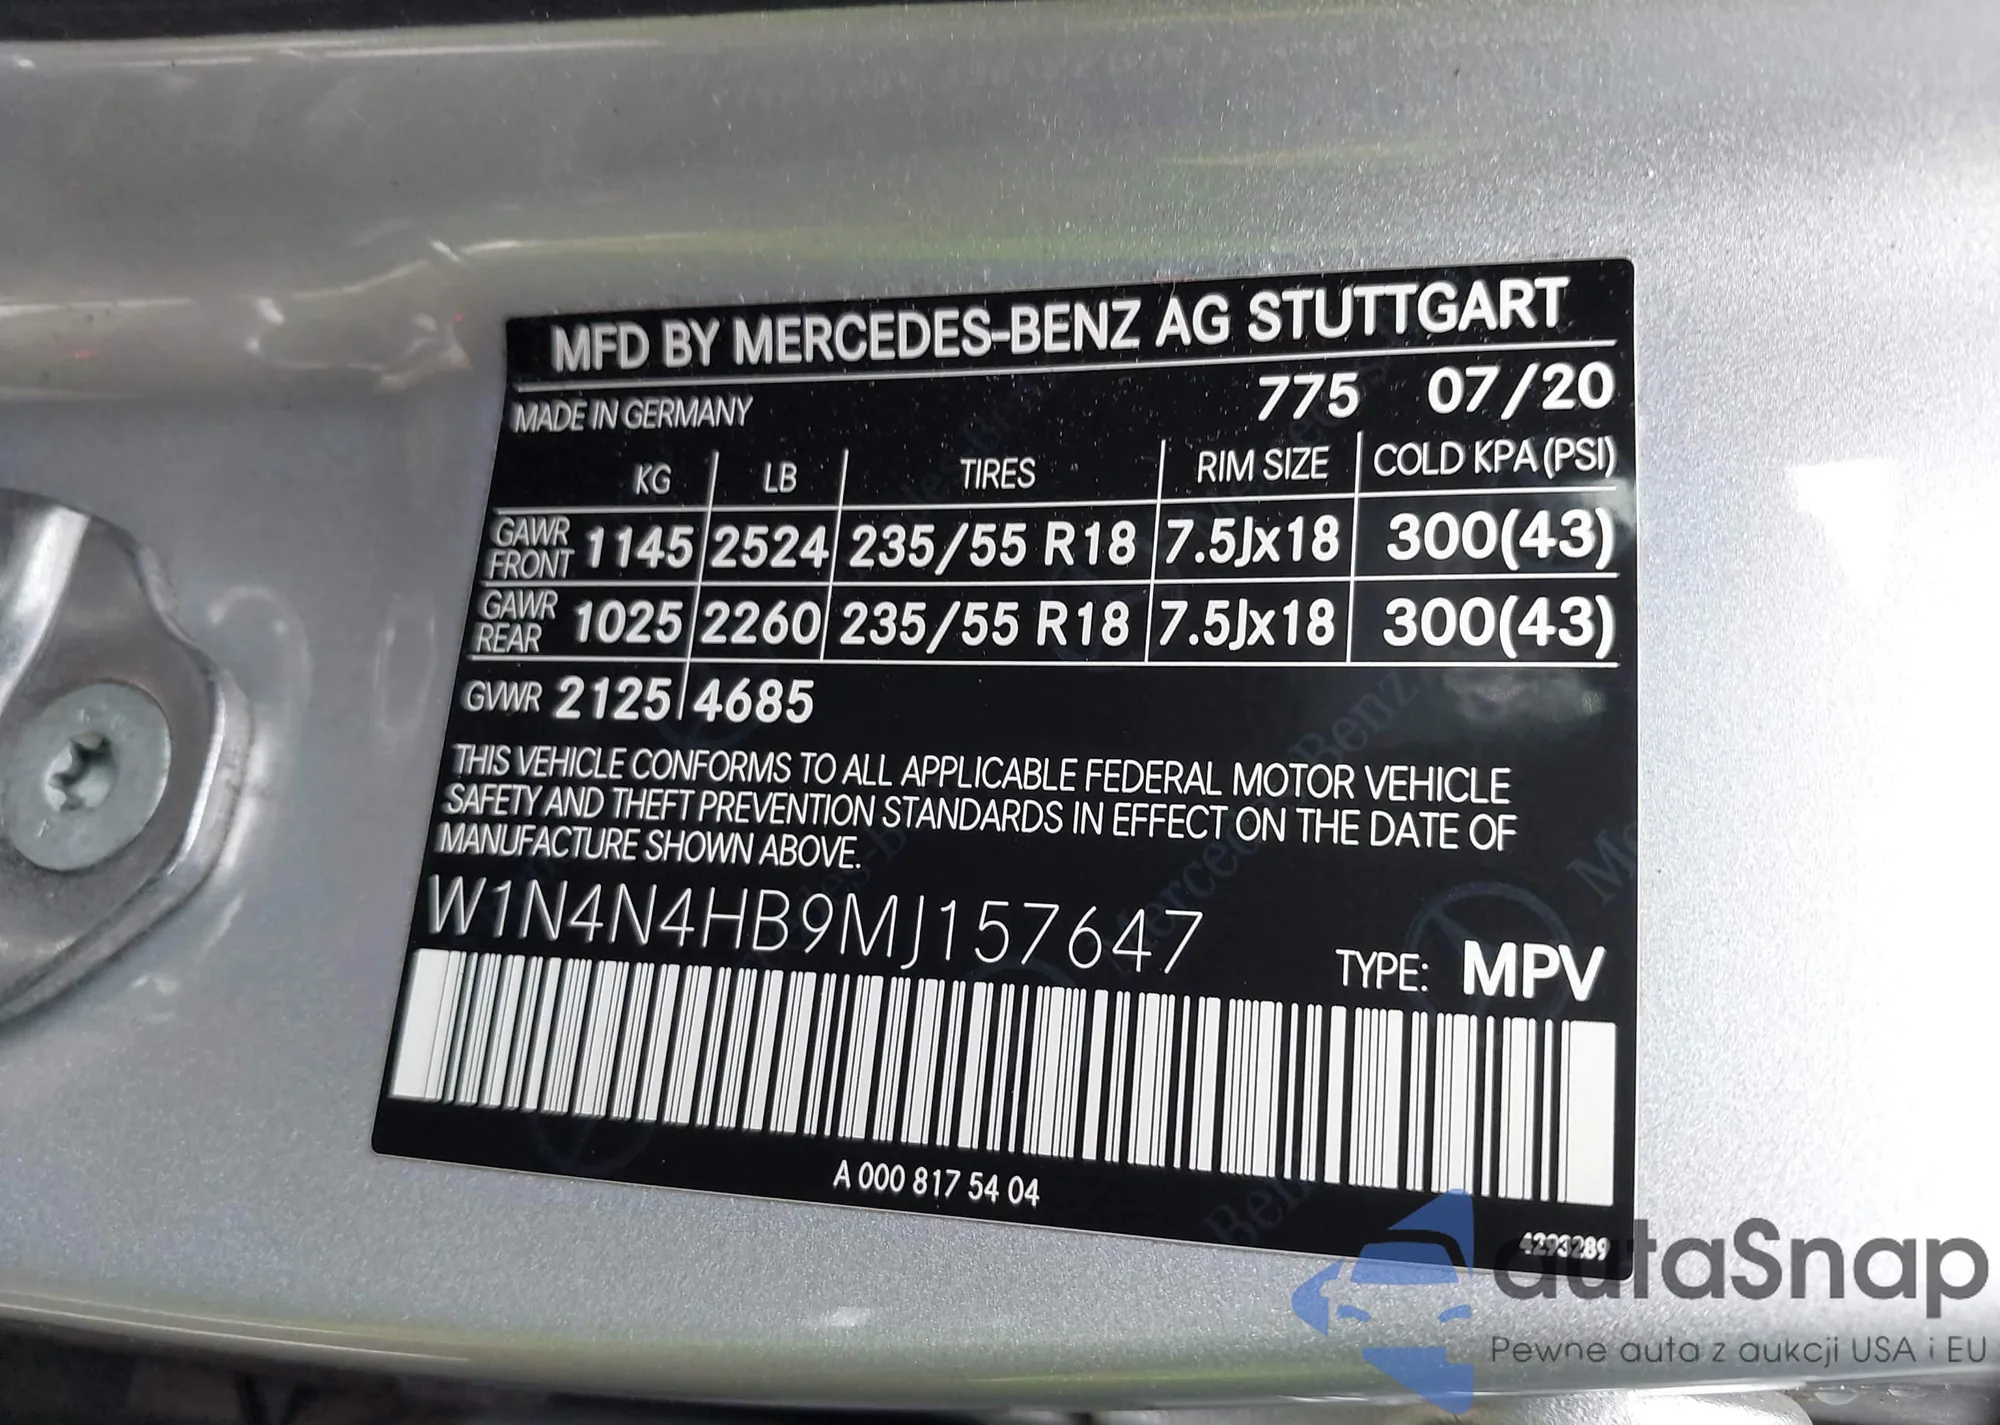 MFD BY MERCEDES-BENZ AG STUTTGART
MADE IN GERMANY 775 07/20
KG LB TIRES RIM SIZE COLD KPA (PSI)
GAWR FRONT 1145 2524 235/55 R18 7.5Jx18 300(43)
GAWR REAR 1025 2260 235/55 R18 7.5Jx18 300(43)
GVWR 2125 4685
THIS VEHICLE CONFORMS TO ALL APPLICABLE FEDERAL MOTOR VEHICLE
SAFETY AND THEFT PREVENTION STANDARDS IN EFFECT ON THE DATE OF
MANUFACTURE SHOWN ABOVE.
W1N4N4HB9MJ157647
TYPE: MPV
A 000 817 54 04
4293289
autaSnap
Pewne auta z aukcji USA i EU